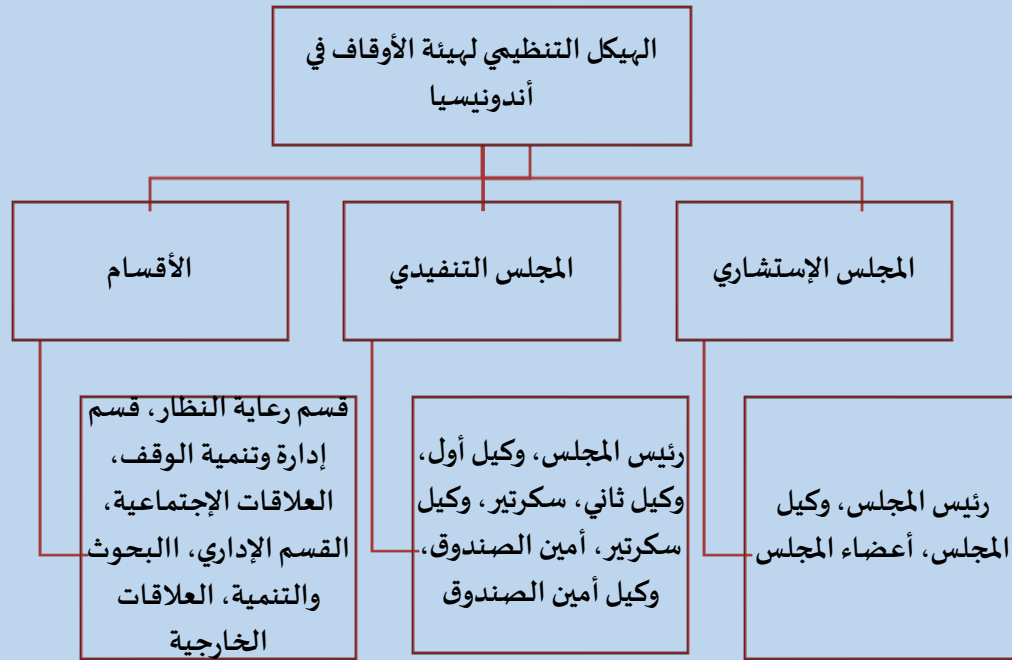 الهيكل التنظيمي لهيئة الأوقاف في
أندونيسيا
المجلس الإستشاري
المجلس التنفيدي
الأقسام
رئيس المجلس، وكيل
المجلس، أعضاء المجلس
رئيس المجلس، وكيل أول،
وكيل ثاني، سكرتير، وكيل
سكرتير، أمين الصندوق،
وكيل أمين الصندوق
قسم رعاية النظار، قسم
إدارة وتنمية الوقف،
العلاقات الإجتماعية،
القسم الإداري، االبحوث
والتنمية، العلاقات
الخارجية